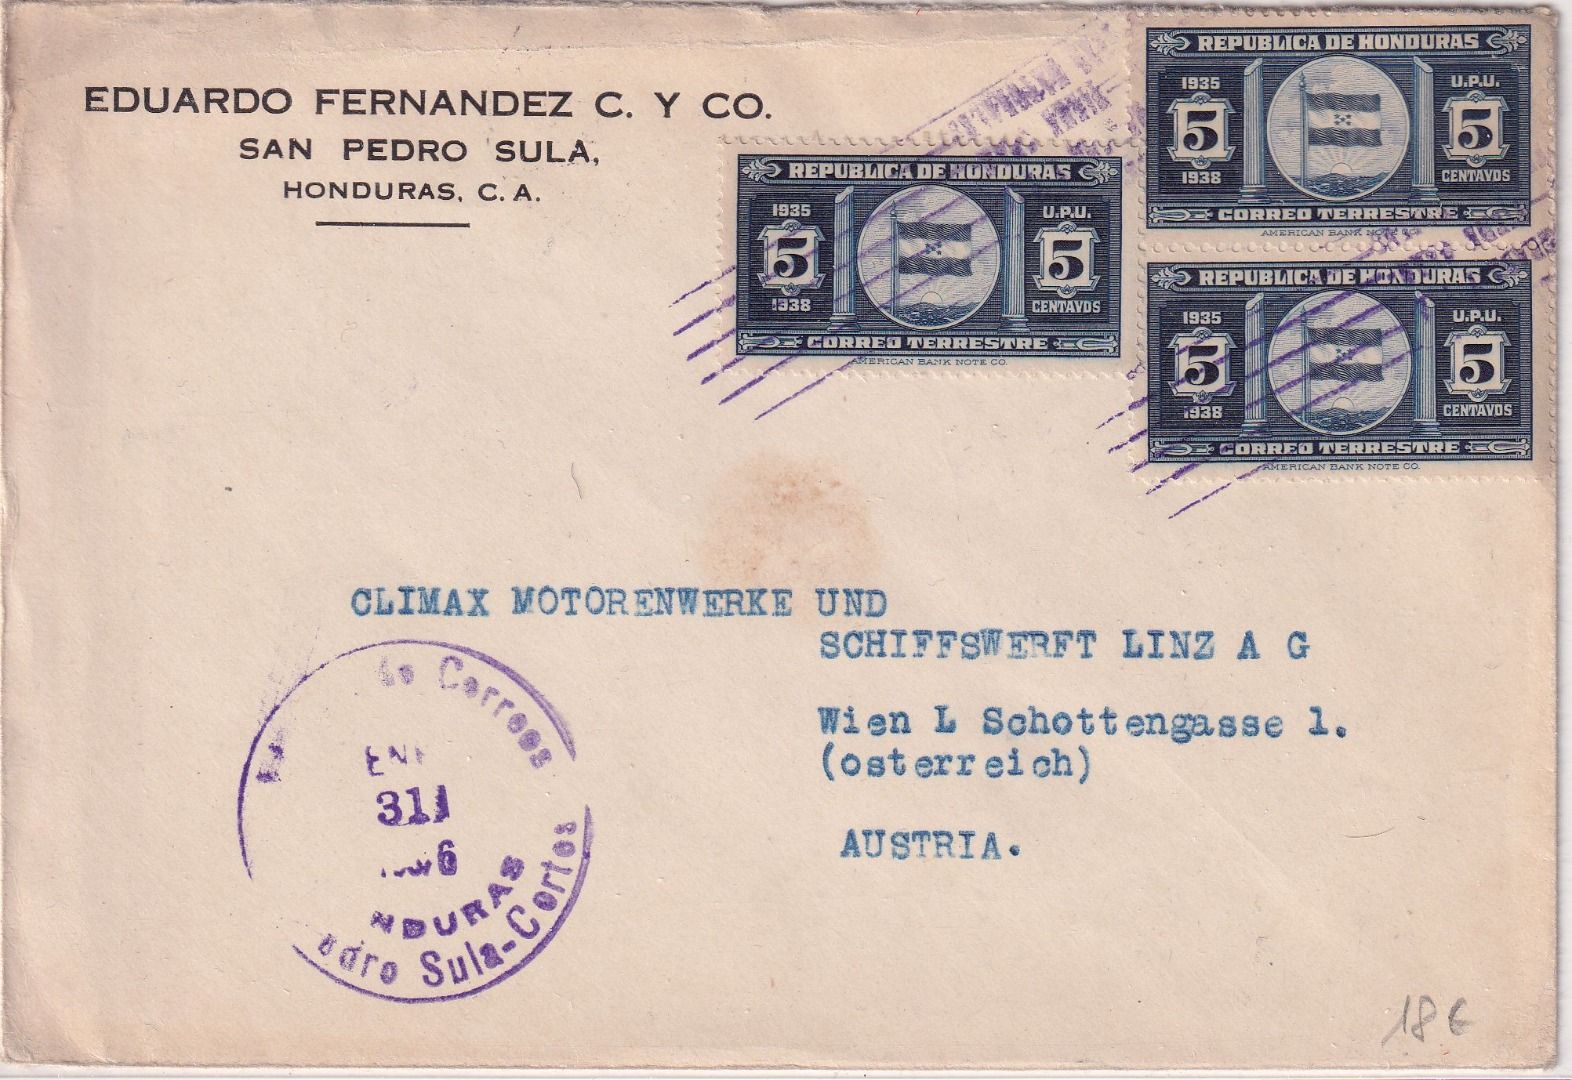 EDUARDO FERNANDEZ C. Y CO.
SAN PEDRO SULA,
HONDURAS, C. A.
REPUBLICA DE HONDURAS
1935 U.P.U.
5 5
1938 CENTAVOS
CORREO TERRESTRE
AMERICAN BANK NOTE CO.
REPUBLICA DE HONDURAS
1935 U.P.U.
5 5
1938 CENTAVOS
CORREO TERRESTRE
AMERICAN BANK NOTE CO.
REPUBLICA DE HONDURAS
1935 U.P.U.
5 5
1938 CENTAVOS
CORREO TERRESTRE
AMERICAN BANK NOTE CO.
CLIMAX MOTORENWERKE UND
SCHIFFSWERFT LINZ A G
Wien L Schottengasse 1.
(osterreich)
AUSTRIA.
de Correos
31
Sula-Cortes
18 €